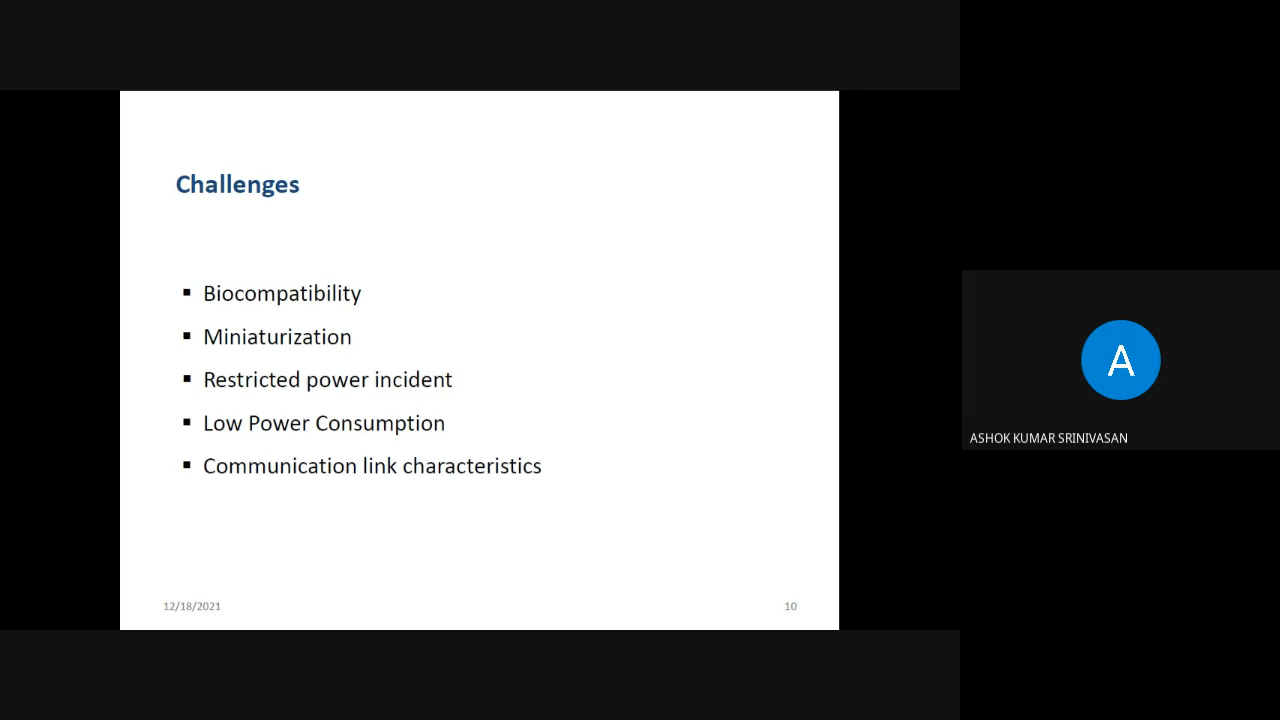 Challenges
▪ Biocompatibility
▪ Miniaturization
▪ Restricted power incident
▪ Low Power Consumption
▪ Communication link characteristics
12/18/2021
10
A
ASHOK KUMAR SRINIVASAN